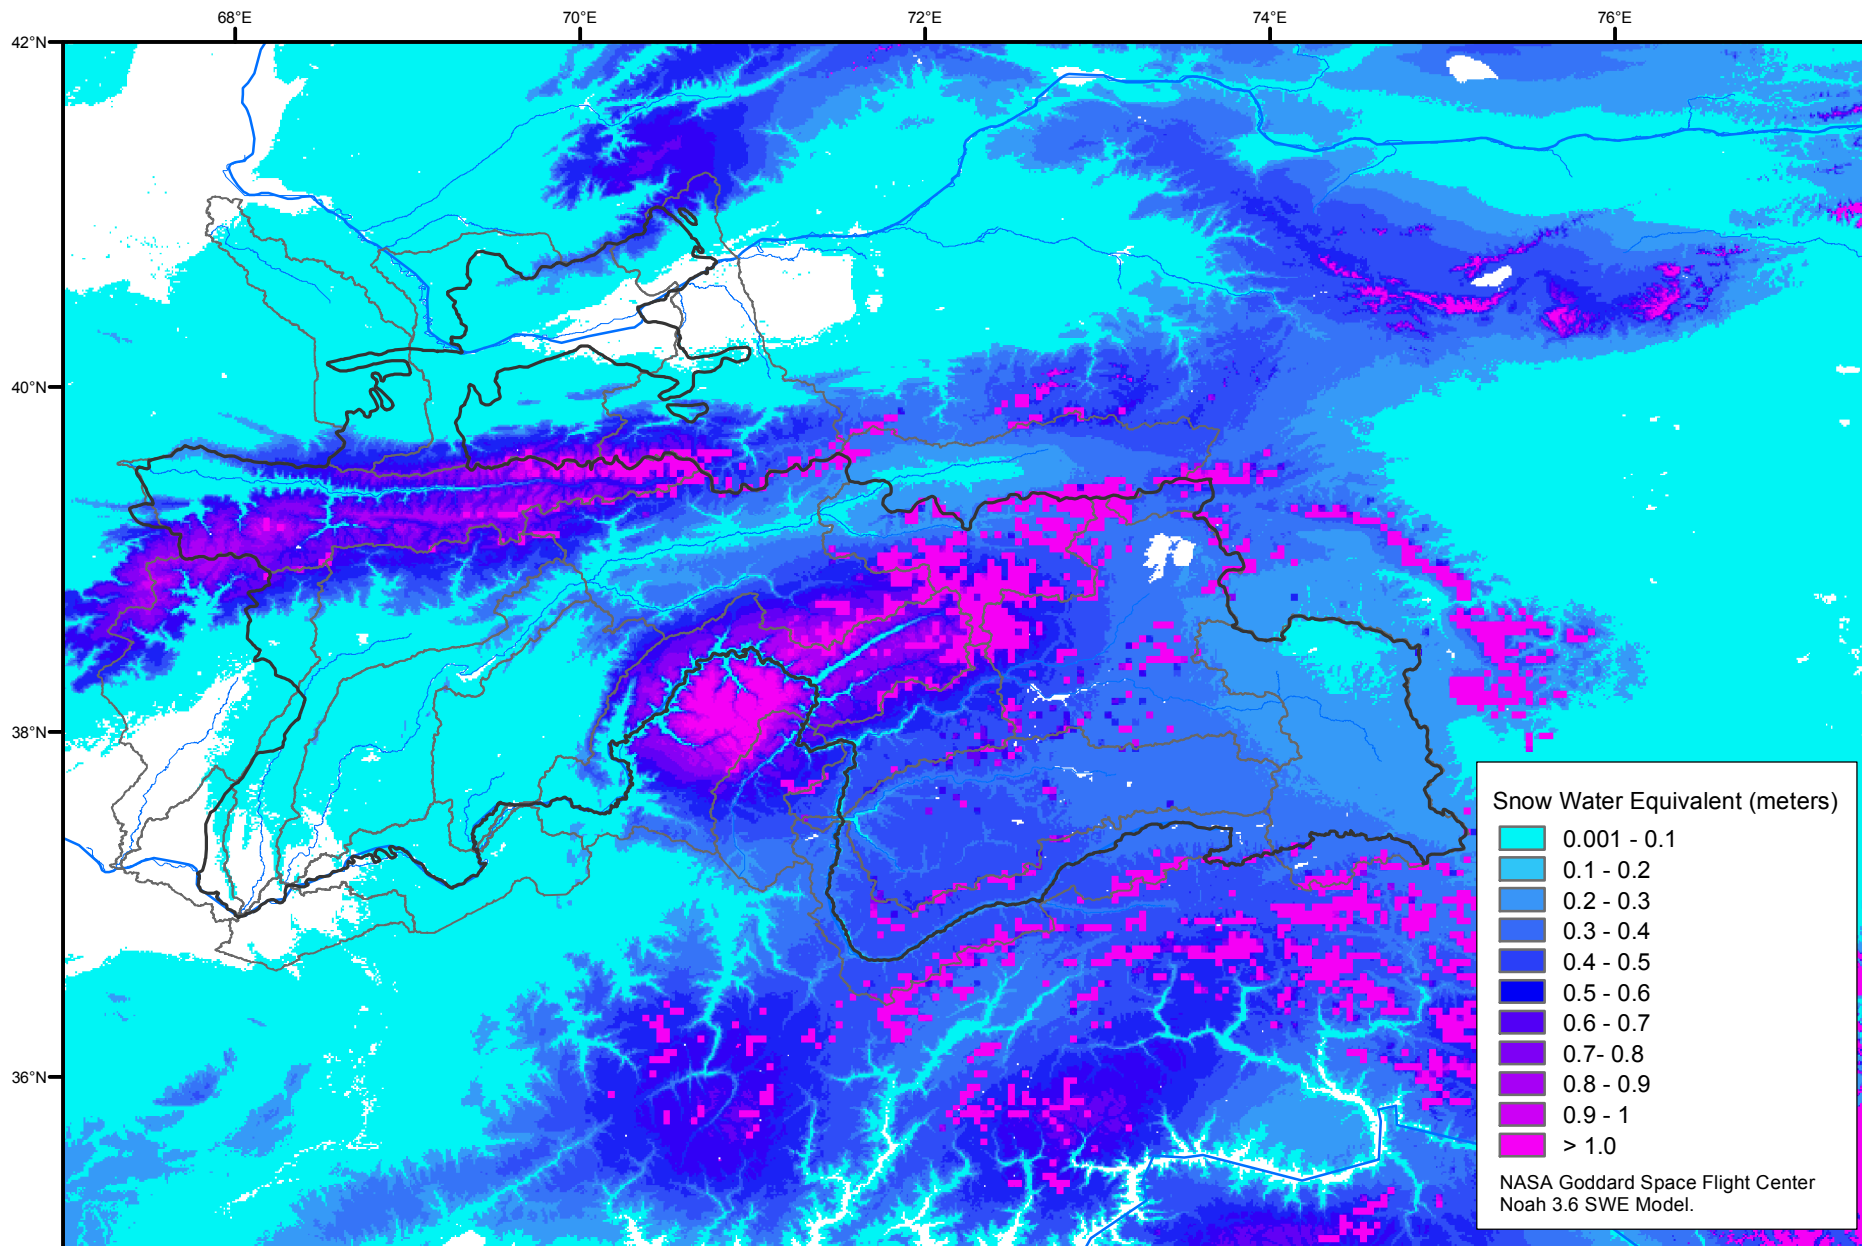 68°E 70°E 72°E 74°E 76°E
42°N
40°N
38°N
36°N
Snow Water Equivalent (meters)
0.001 - 0.1
0.1 - 0.2
0.2 - 0.3
0.3 - 0.4
0.4 - 0.5
0.5 - 0.6
0.6 - 0.7
0.7- 0.8
0.8 - 0.9
0.9 - 1
> 1.0
NASA Goddard Space Flight Center
Noah 3.6 SWE Model.